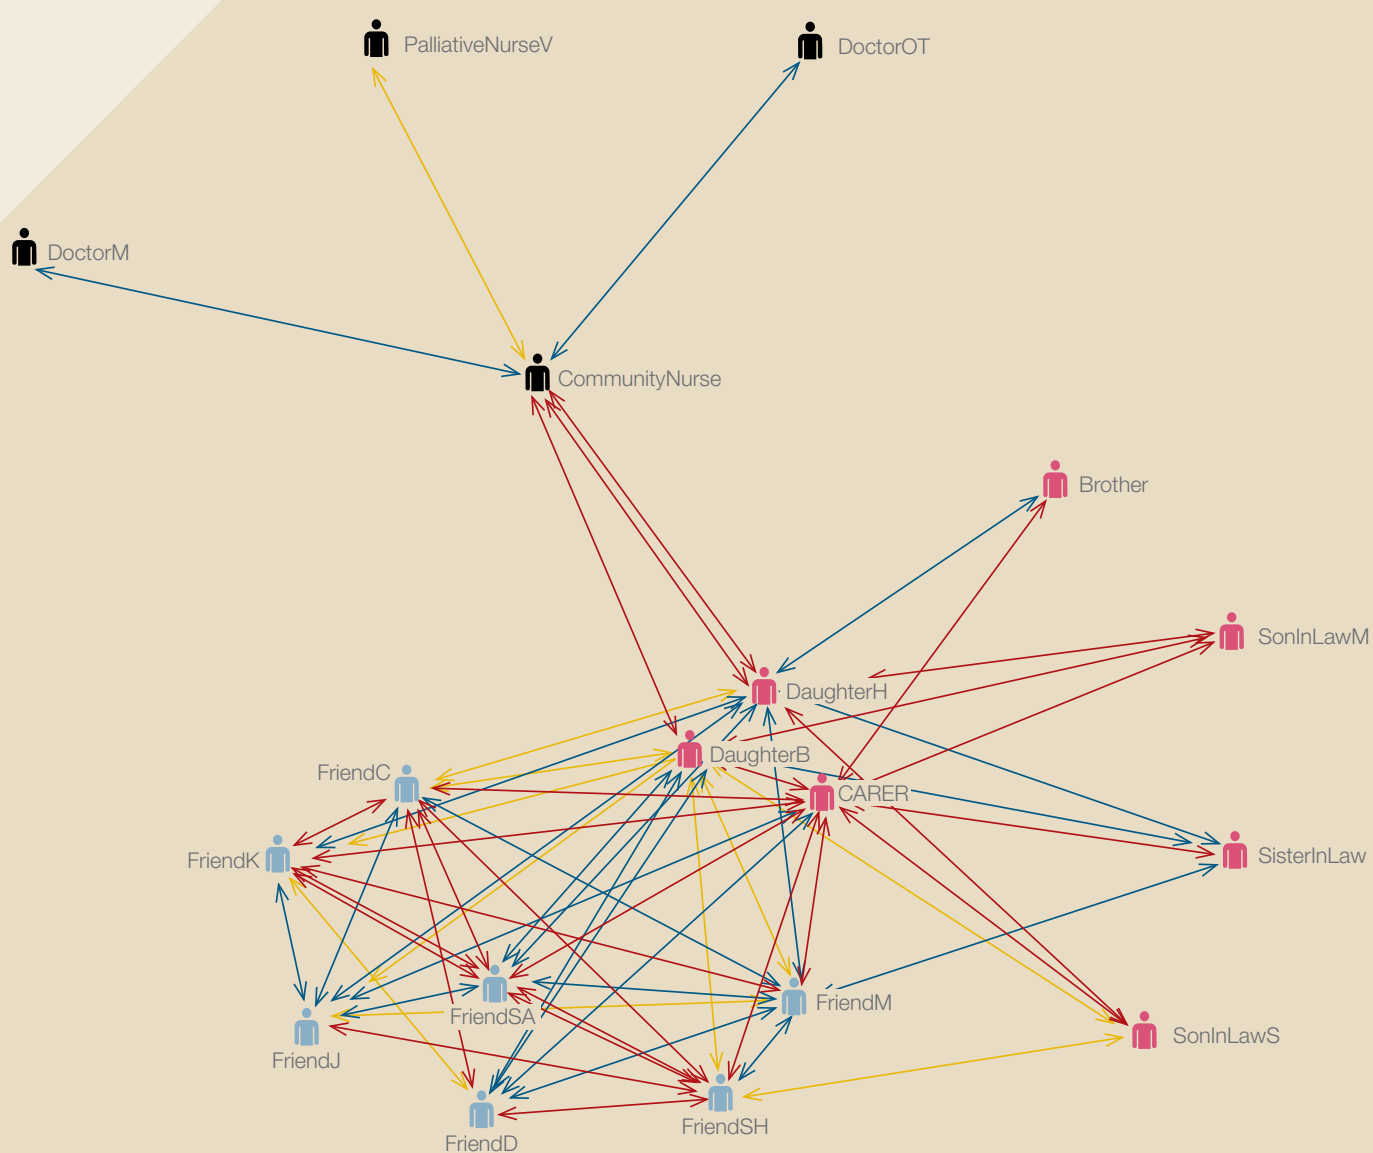 PalliativeNurseV
DoctorOT
DoctorM
CommunityNurse
Brother
SonInLawM
DaughterH
DaughterB
FriendC
CARER
FriendK
SisterInLaw
FriendM
FriendSA
SonInLawS
FriendJ
FriendSH
FriendD